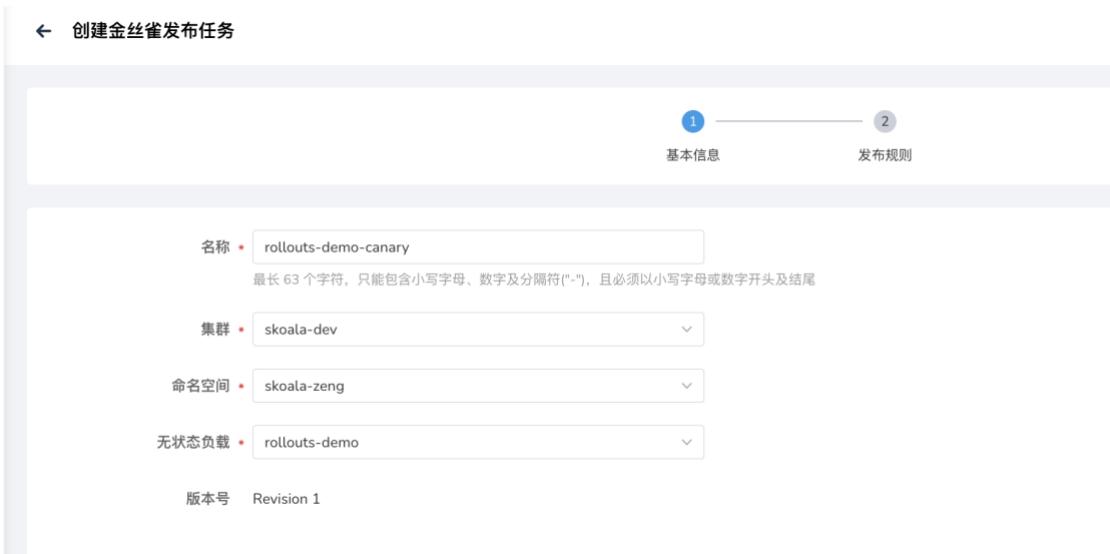 创建金丝雀发布任务
1 2
基本信息 发布规则
名称 • rollouts-demo-canary
最长 63 个字符，只能包含小写字母、数字及分隔符("-")，且必须以小写字母或数字开头及结尾
集群 • skoala-dev
命名空间 • skoala-zeng
无状态负载 • rollouts-demo
版本号 Revision 1